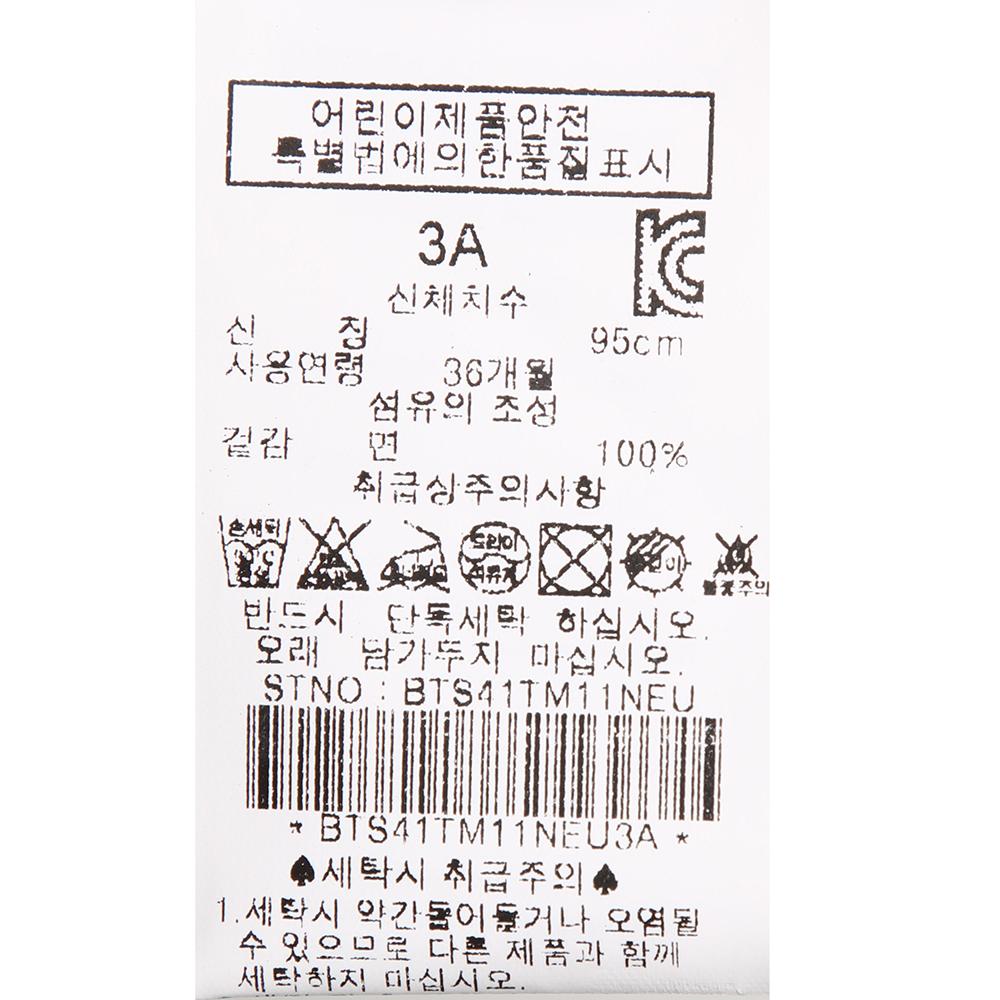 어린이제품안전
특별법에의한품질표시
3A
신체치수
신 장 95cm
사용연령 36개월
섬유의 조성
겉감 면 100%
취급상주의사항
손세탁
드라이
석유계
반드시 단독세탁 하십시오.
오래 담가두지 마십시오.
STNO : BTS41TM11NEU
* BTS41TM11NEU3A *
♠세탁시 취급주의♠
1.세탁시 약간물이들거나 오염될
수 있으므로 다른 제품과 함께
세탁하지 마십시오.